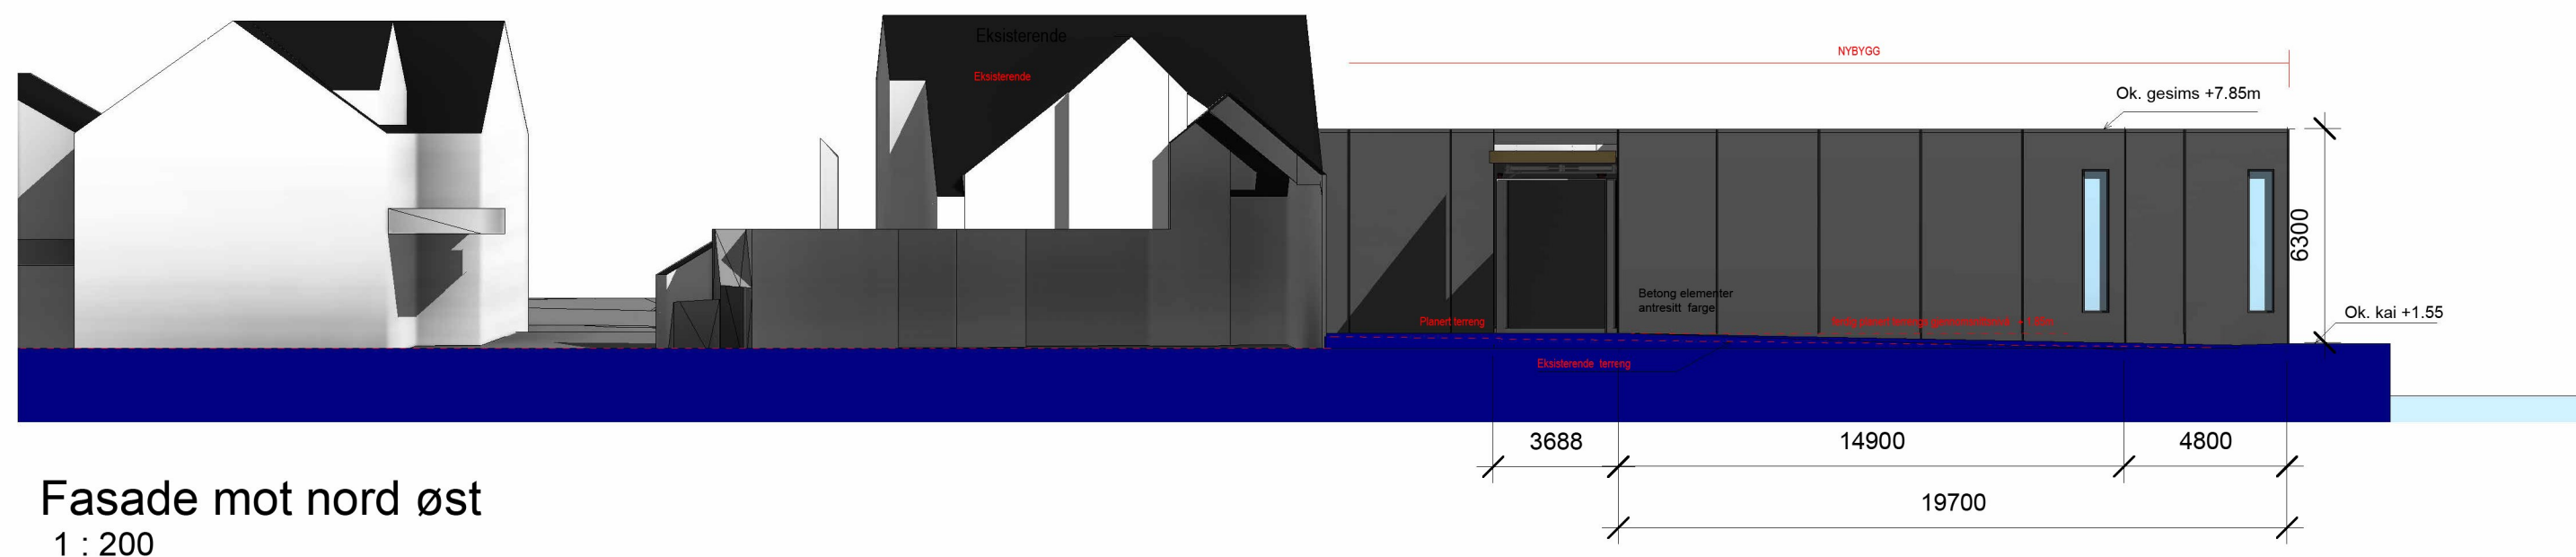 Eksisterende
Eksisterende
NYBYGG
Ok. gesims +7.85m
6300
Betong elementer
antresitt farge
Planert terreng
Ok. kai +1.55
Eksisterende terreng
3688
14900
4800
19700
Fasade mot nord øst
1 : 200